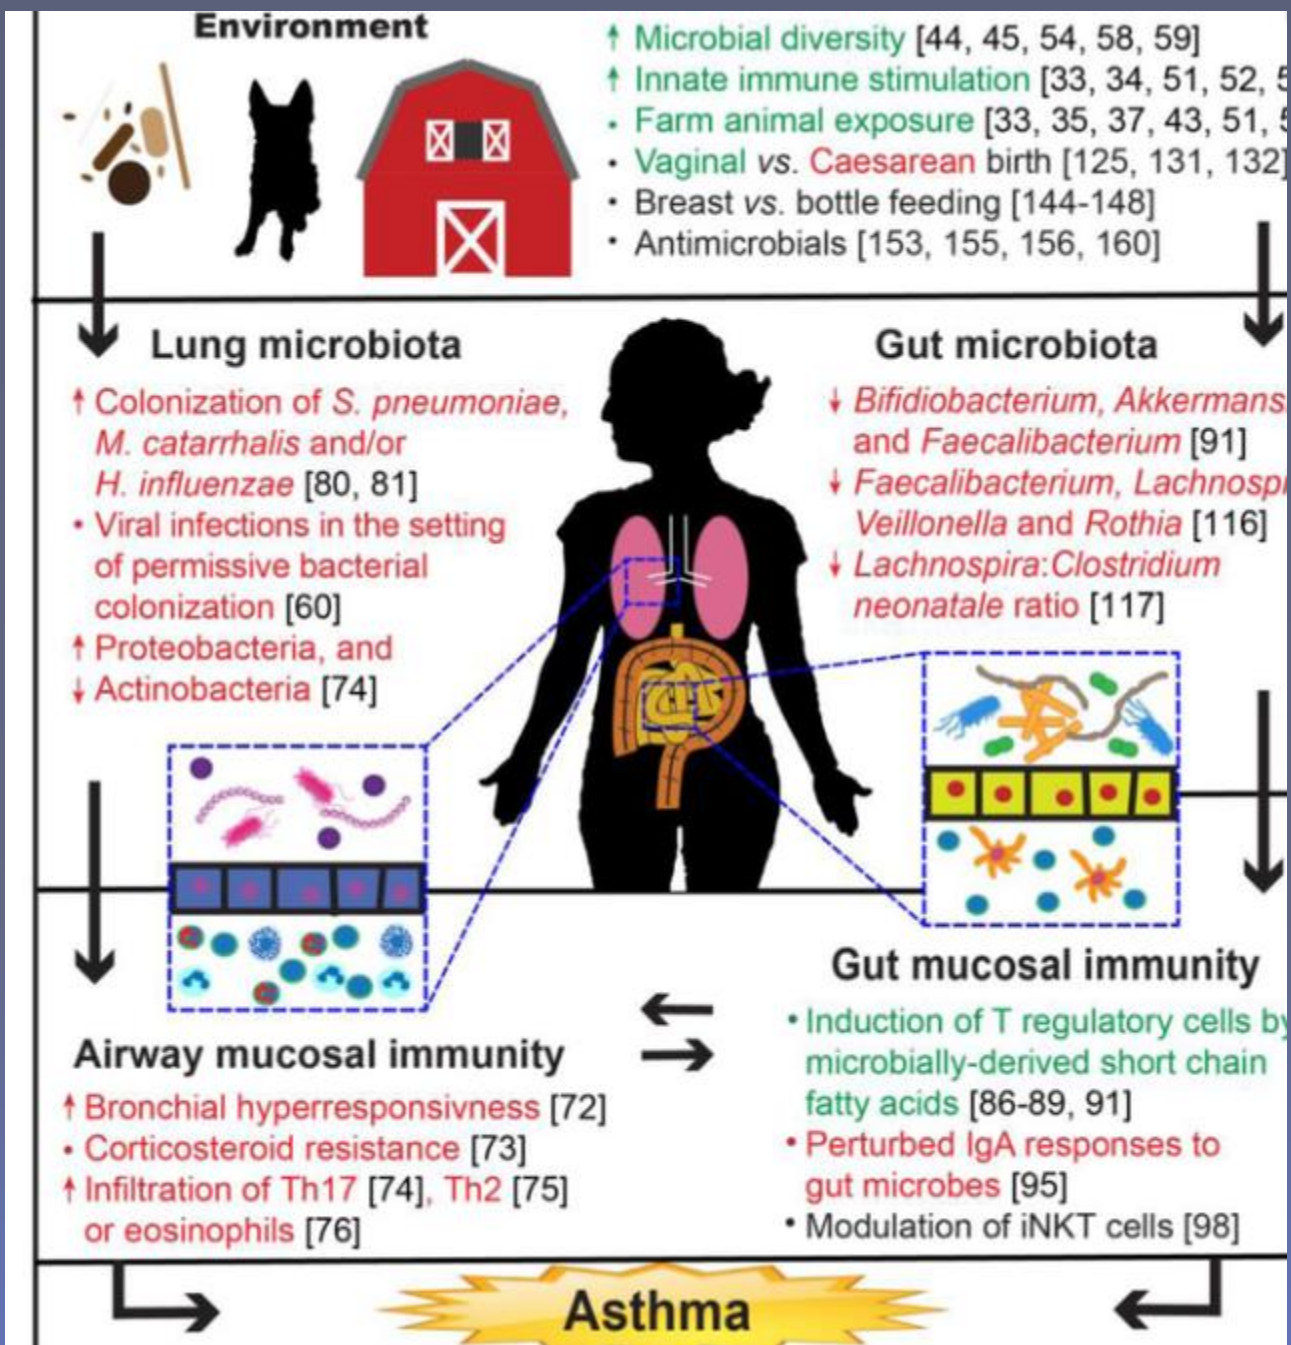 Environment
↑ Microbial diversity [44, 45, 54, 58, 59]
↑ Innate immune stimulation [33, 34, 51, 52,
• Farm animal exposure [33, 35, 37, 43, 51,
• Vaginal vs. Caesarean birth [125, 131, 132]
• Breast vs. bottle feeding [144-148]
• Antimicrobials [153, 155, 156, 160]
Lung microbiota
↑ Colonization of S. pneumoniae,
M. catarrhalis and/or
H. influenzae [80, 81]
• Viral infections in the setting
of permissive bacterial
colonization [60]
↑ Proteobacteria, and
↓ Actinobacteria [74]
Gut microbiota
↓ Bifidiobacterium, Akkermans
and Faecalibacterium [91]
↓ Faecalibacterium, Lachnospi
Veillonella and Rothia [116]
↓ Lachnospira:Clostridium
neonatale ratio [117]
Airway mucosal immunity
↑ Bronchial hyperresponsivness [72]
• Corticosteroid resistance [73]
↑ Infiltration of Th17 [74], Th2 [75]
or eosinophils [76]
Gut mucosal immunity
• Induction of T regulatory cells by
microbially-derived short chain
fatty acids [86-89, 91]
• Perturbed IgA responses to
gut microbes [95]
• Modulation of iNKT cells [98]
Asthma